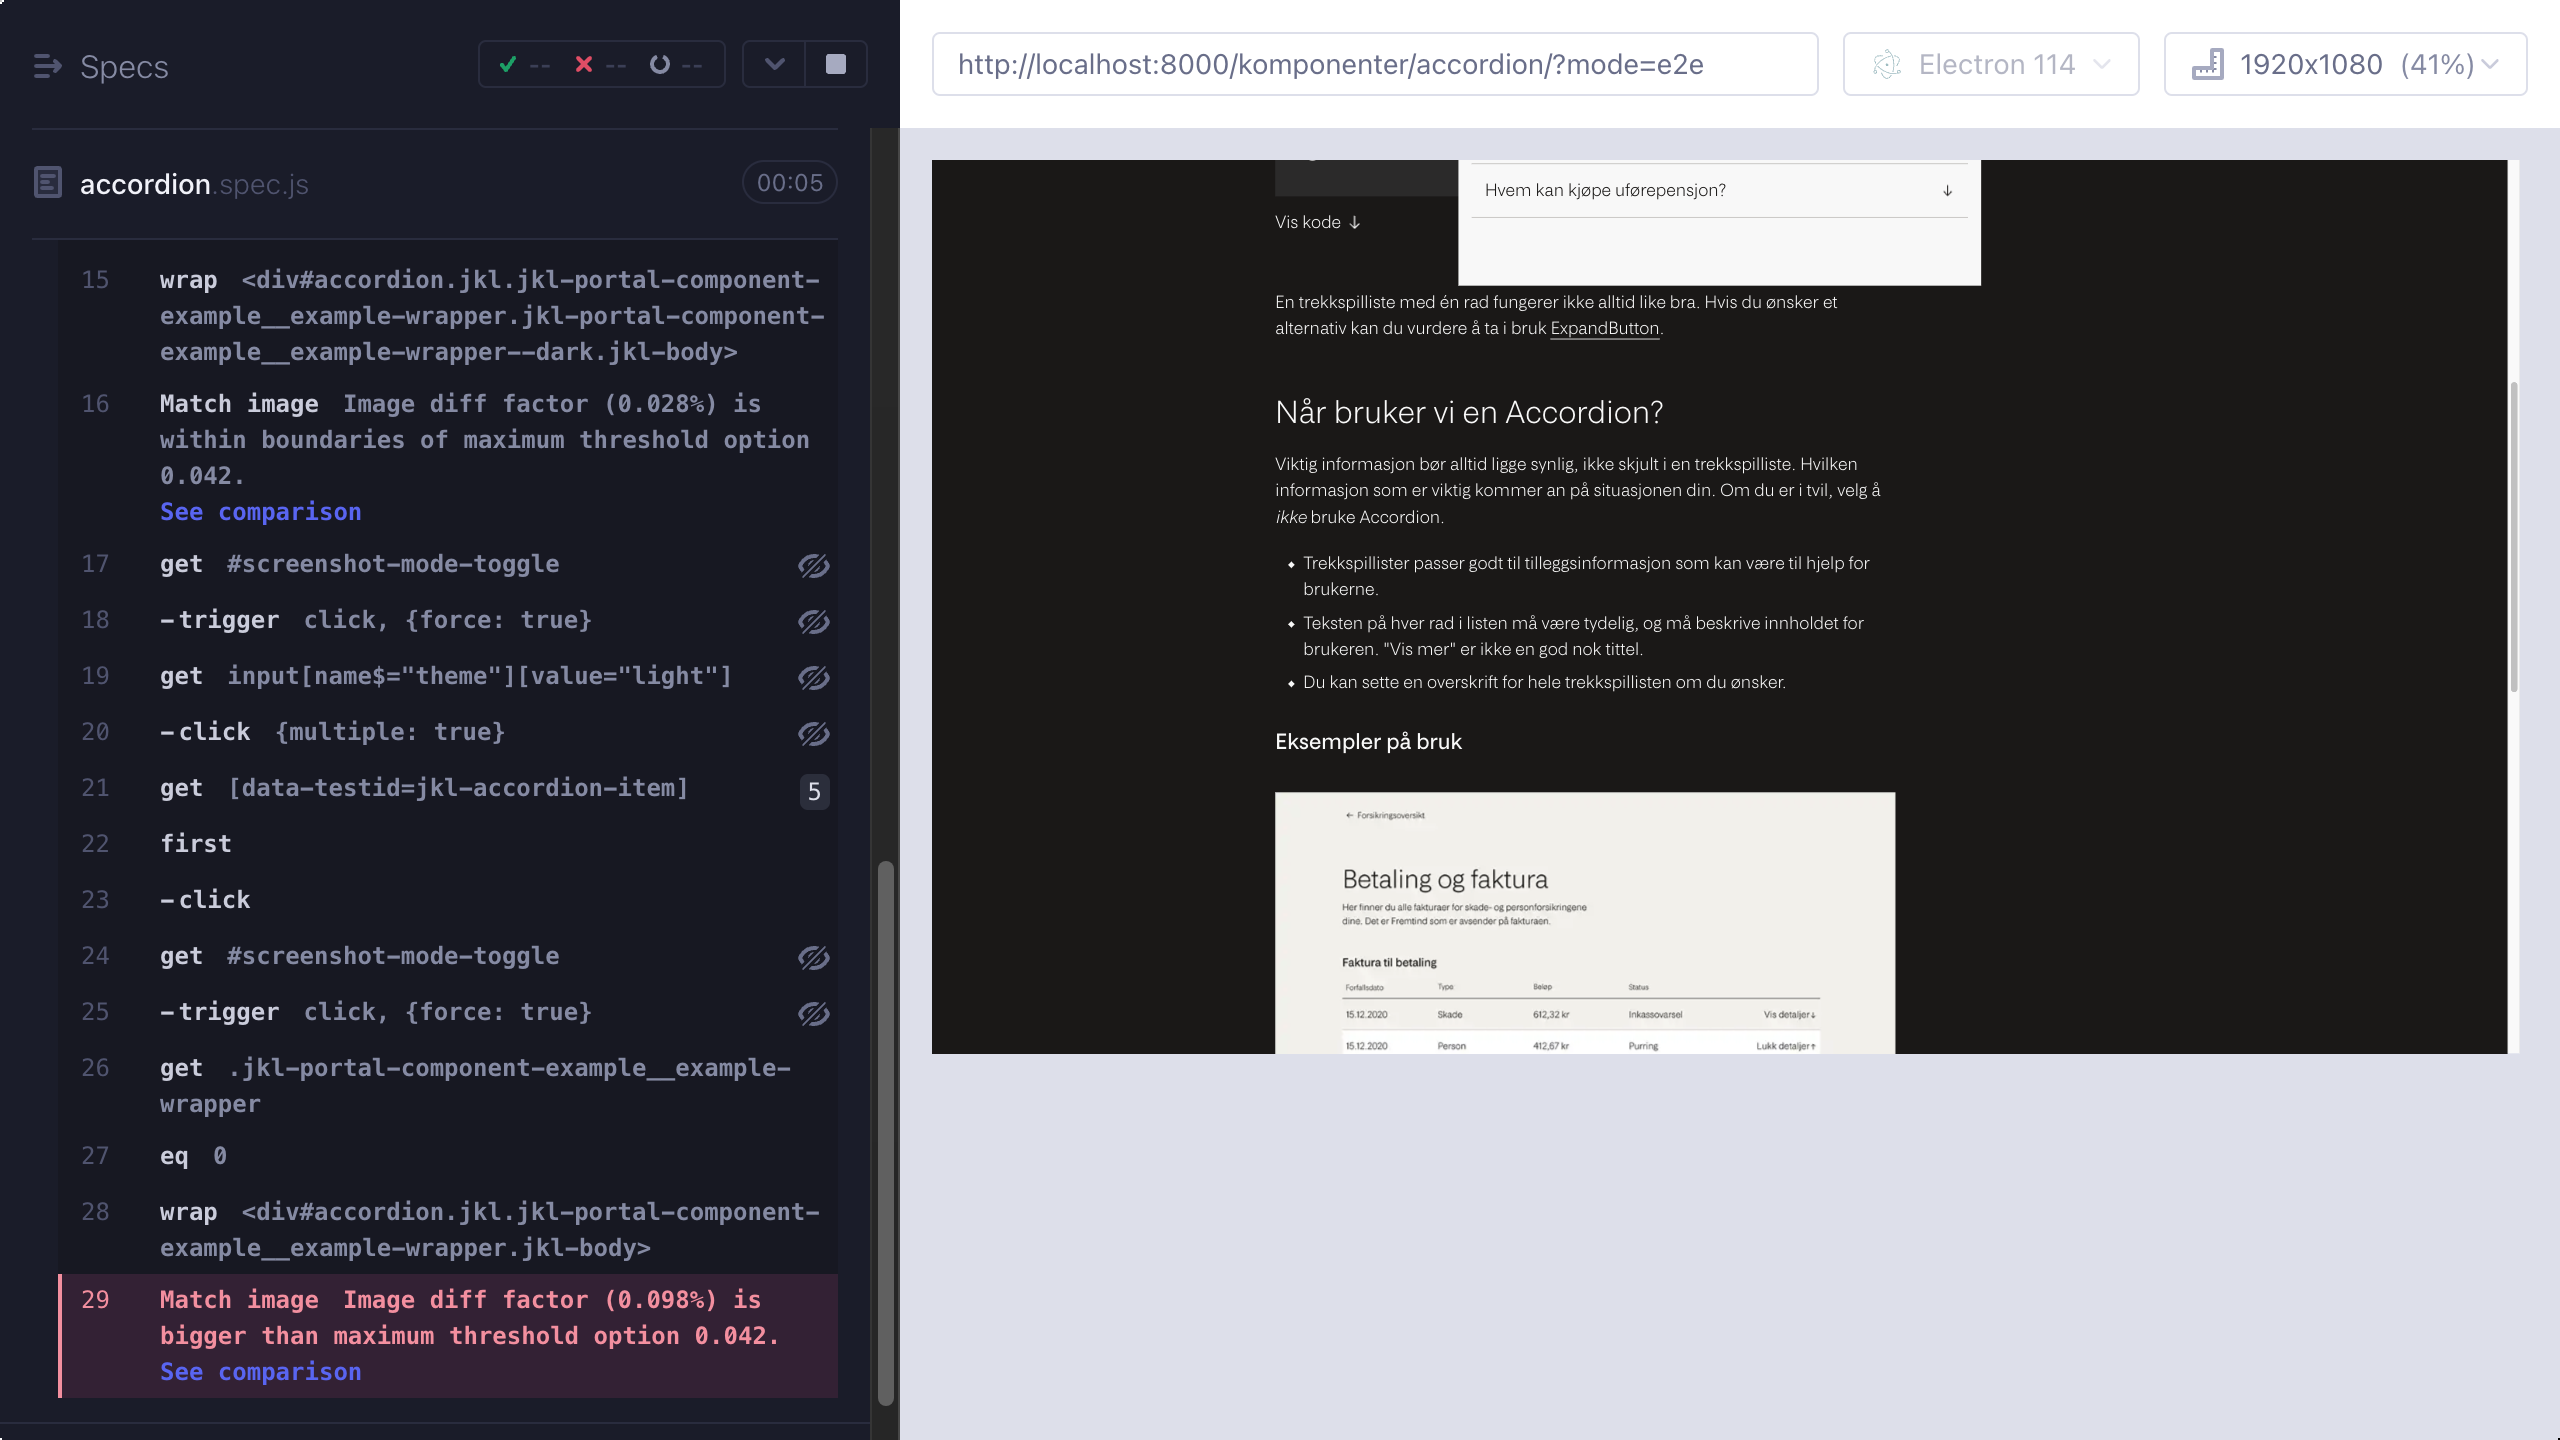 Specs
--
--
--
accordion.spec.js
00:05
15 wrap <div#accordion.jkl.jkl-portal-component-
example__example-wrapper.jkl-portal-component-
example__example-wrapper--dark.jkl-body>
16 Match image Image diff factor (0.028%) is
within boundaries of maximum threshold option
0.042.
See comparison
17 get #screenshot-mode-toggle
18 -trigger click, {force: true}
19 get input[name$="theme"][value="light"]
20 -click {multiple: true}
21 get [data-testid=jkl-accordion-item] 5
22 first
23 -click
24 get #screenshot-mode-toggle
25 -trigger click, {force: true}
26 get .jkl-portal-component-example__example-
wrapper
27 eq 0
28 wrap <div#accordion.jkl.jkl-portal-component-
example__example-wrapper.jkl-body>
29 Match image Image diff factor (0.098%) is
bigger than maximum threshold option 0.042.
See comparison
http://localhost:8000/komponenter/accordion/?mode=e2e
Electron 114
1920x1080 (41%)
Hvem kan kjøpe uførepensjon? ↓
Vis kode ↓
En trekkspilliste med én rad fungerer ikke alltid like bra. Hvis du ønsker et
alternativ kan du vurdere å ta i bruk ExpandButton.
Når bruker vi en Accordion?
Viktig informasjon bør alltid ligge synlig, ikke skjult i en trekkspilliste. Hvilken
informasjon som er viktig kommer an på situasjonen din. Om du er i tvil, velg å
ikke bruke Accordion.
Trekkspillister passer godt til tilleggsinformasjon som kan være til hjelp for
brukerne.
Teksten på hver rad i listen må være tydelig, og må beskrive innholdet for
brukeren. "Vis mer" er ikke en god nok tittel.
Du kan sette en overskrift for hele trekkspillisten om du ønsker.
Eksempler på bruk
← Forsikringsoversikt
Betaling og faktura
Her finner du alle fakturaer for skade- og personforsikringene
dine. Det er Fremtind som er avsender på fakturaen.
Faktura til betaling
Forfallsdato Type Beløp Status
15.12.2020 Skade 612,32 kr Inkassovarsel Vis detaljer↓
15.12.2020 Person 412,67 kr Purring Lukk detaljer↑